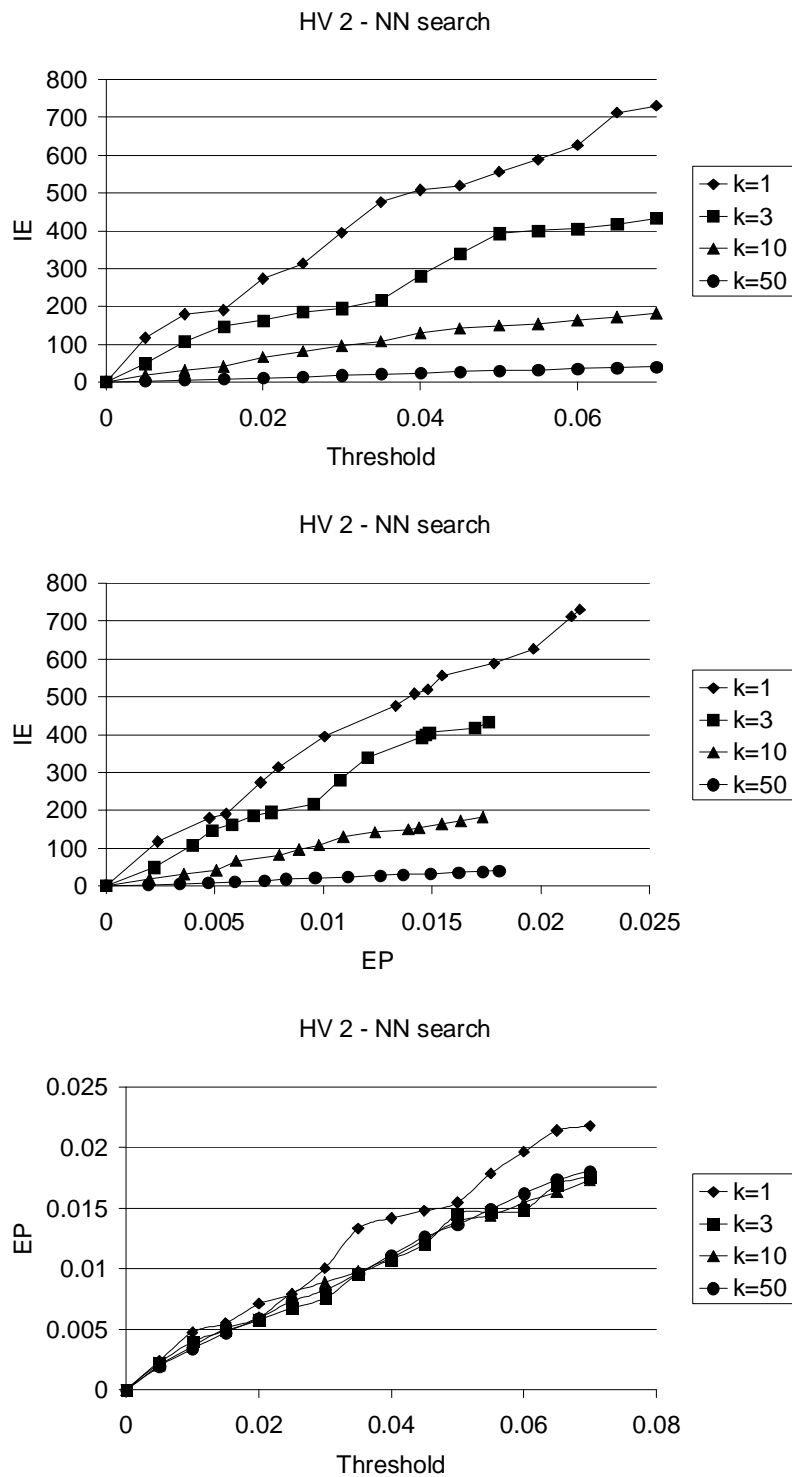 HV 2 - NN search
800
700
600
500
400
300
200
100
0
IE
0 0.02 0.04 0.06
Threshold
k=1
k=3
k=10
k=50
HV 2 - NN search
800
700
600
500
400
300
200
100
0
IE
0 0.005 0.01 0.015 0.02 0.025
EP
k=1
k=3
k=10
k=50
HV 2 - NN search
0.025
0.02
0.015
0.01
0.005
0
EP
0 0.02 0.04 0.06 0.08
Threshold
k=1
k=3
k=10
k=50